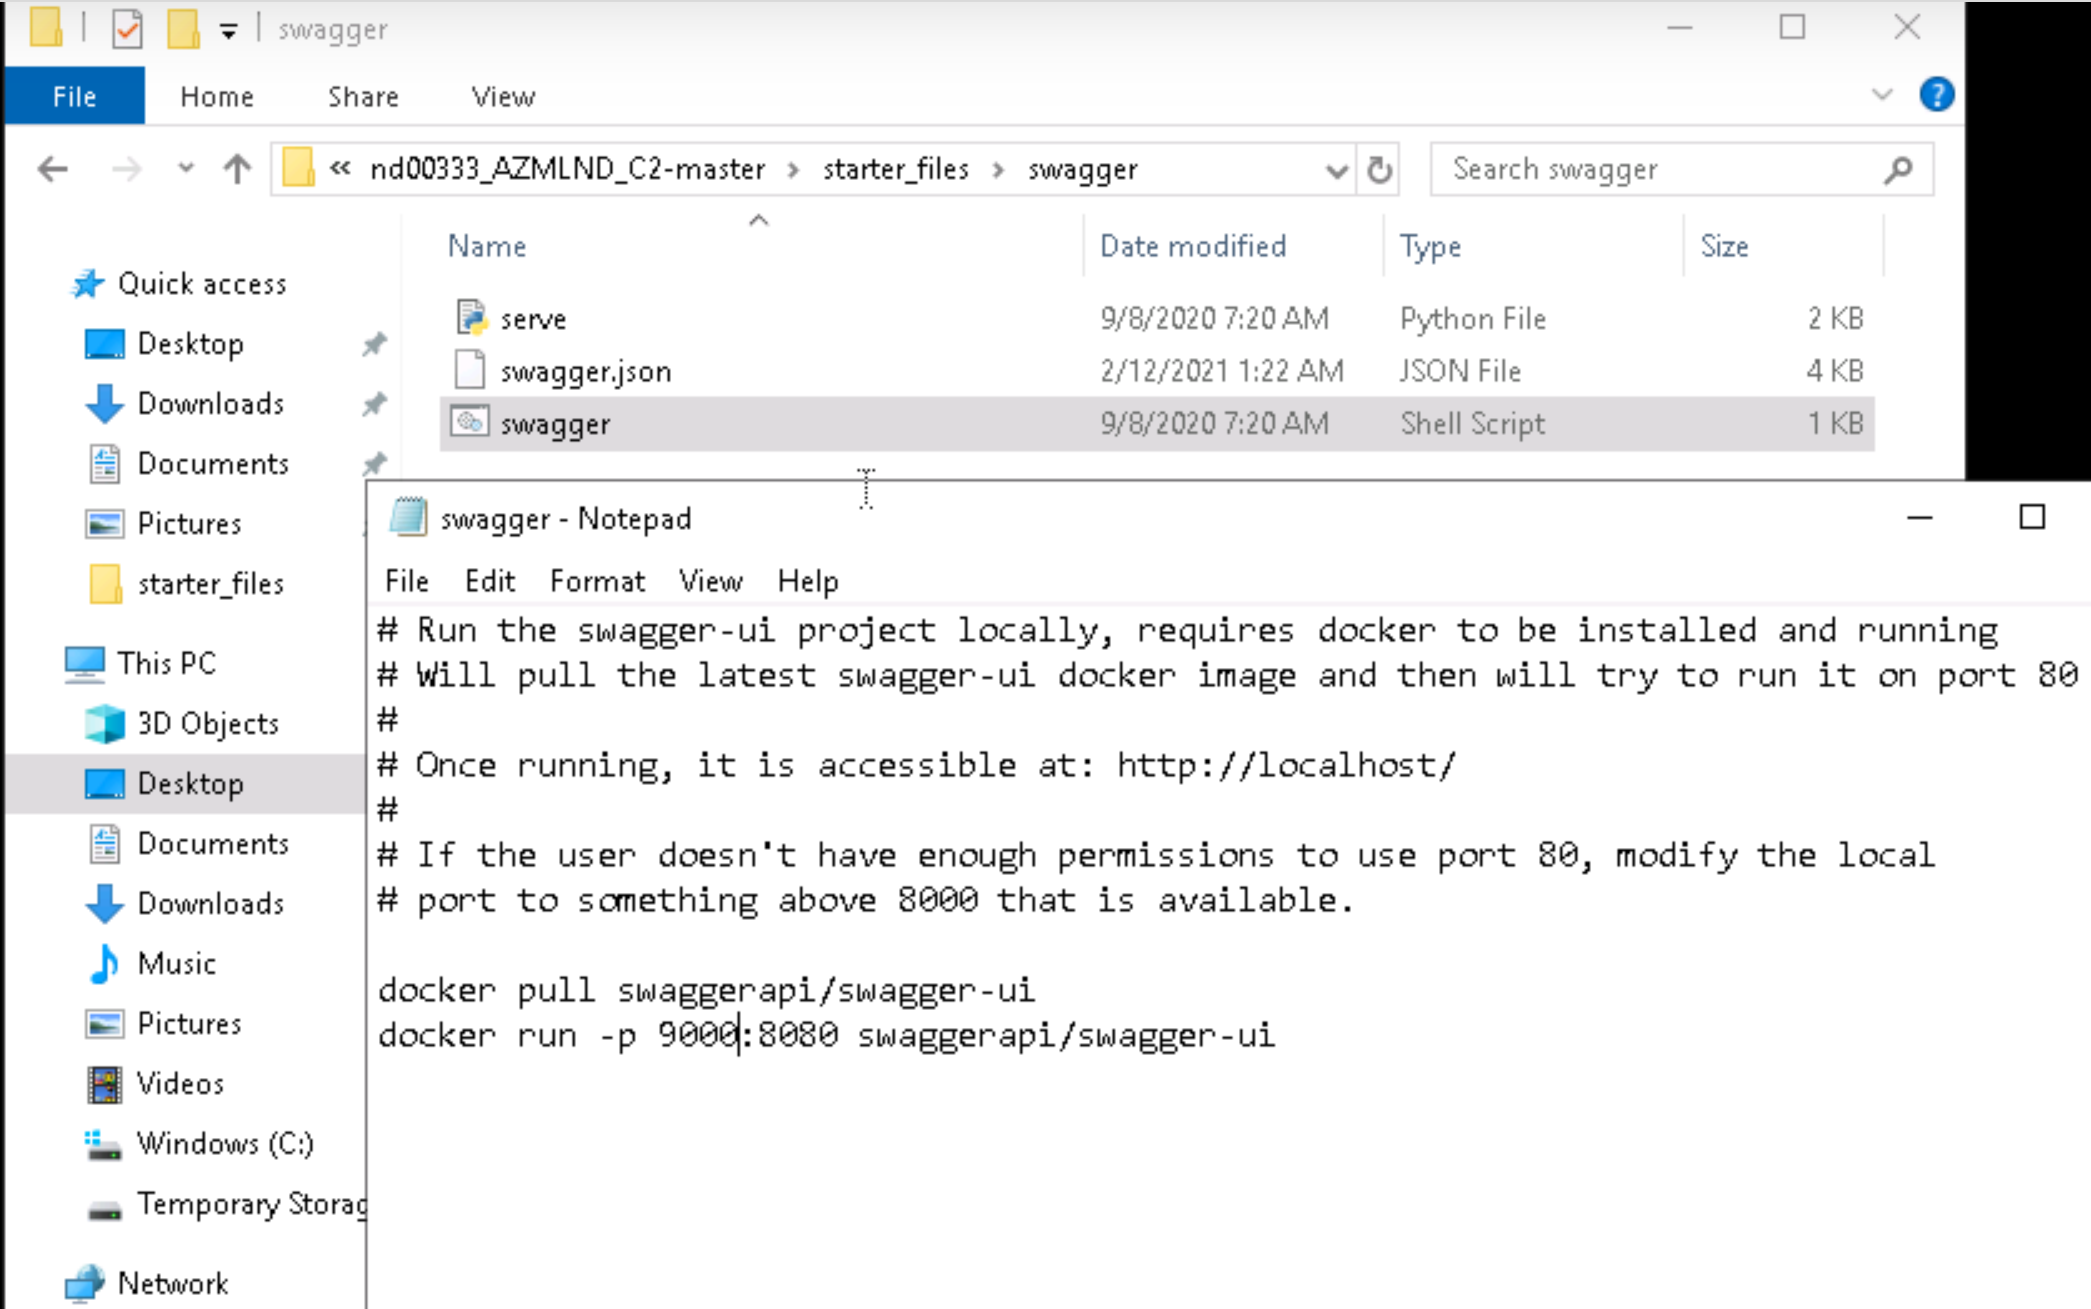 swagger
File Home Share View
« nd00333_AZMLND_C2-master > starter_files > swagger
Search swagger
Name Date modified Type Size
serve 9/8/2020 7:20 AM Python File 2 KB
swagger.json 2/12/2021 1:22 AM JSON File 4 KB
swagger 9/8/2020 7:20 AM Shell Script 1 KB
Quick access
Desktop
Downloads
Documents
Pictures
starter_files
This PC
3D Objects
Desktop
Documents
Downloads
Music
Pictures
Videos
Windows (C:)
Temporary Storag
Network
swagger - Notepad
File Edit Format View Help
# Run the swagger-ui project locally, requires docker to be installed and running
# Will pull the latest swagger-ui docker image and then will try to run it on port 80
#
# Once running, it is accessible at: http://localhost/
#
# If the user doesn't have enough permissions to use port 80, modify the local
# port to something above 8000 that is available.
docker pull swaggerapi/swagger-ui
docker run -p 9000:8080 swaggerapi/swagger-ui